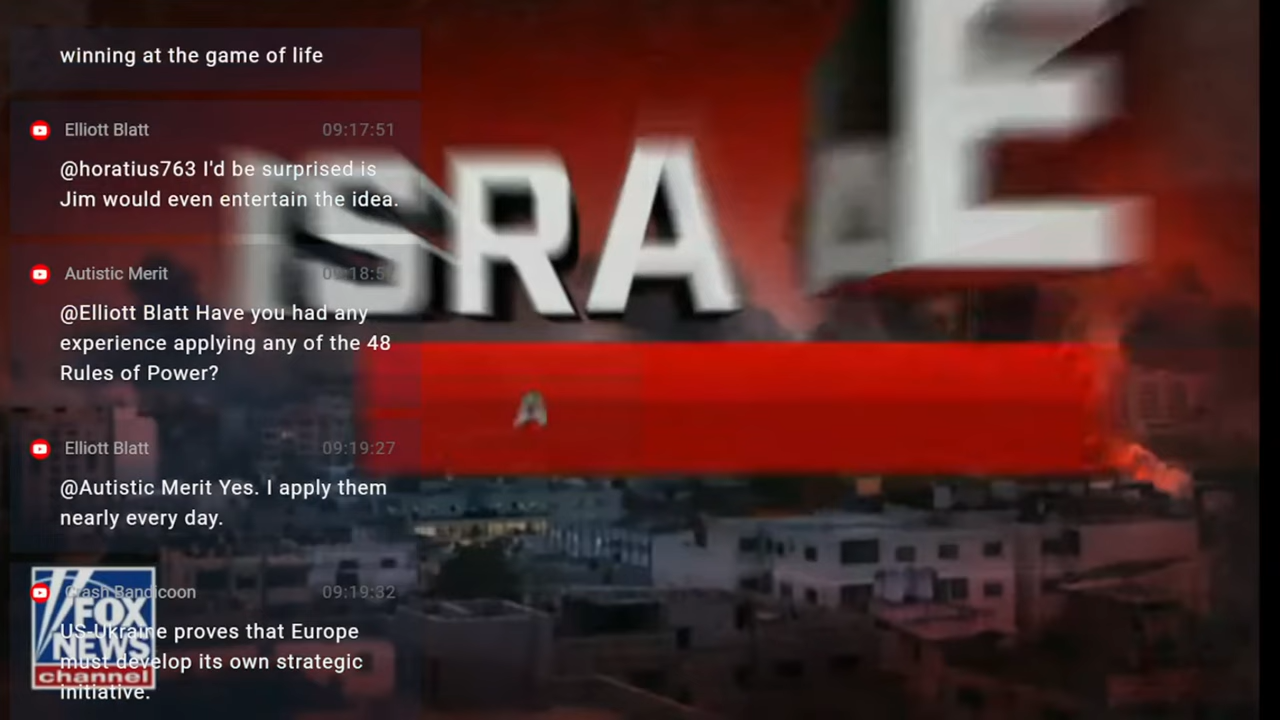 winning at the game of life
Elliott Blatt 09:17:51
@horatius763 I'd be surprised is
Jim would even entertain the idea.
Autistic Merit
@Elliott Blatt Have you had any
experience applying any of the 48
Rules of Power?
Elliott Blatt 09:19:27
@Autistic Merit Yes. I apply them
nearly every day.
Crash Bandicoon 09:19:32
US-Ukraine proves that Europe
must develop its own strategic
initiative.
ISRA E
A
FOX
NEWS
channel